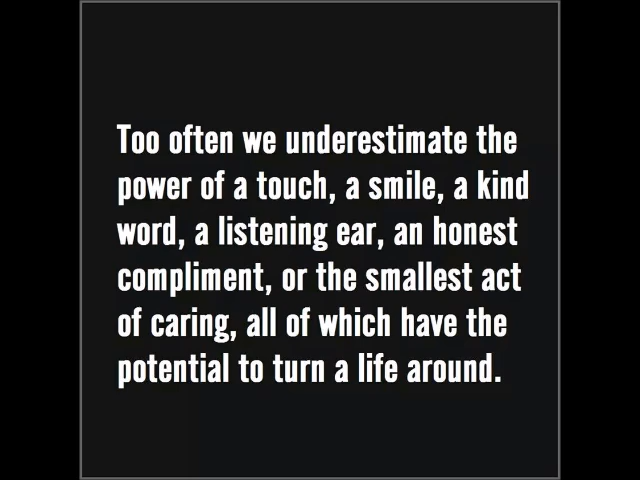 Too often we underestimate the
power of a touch, a smile, a kind
word, a listening ear, an honest
compliment, or the smallest act
of caring, all of which have the
potential to turn a life around.